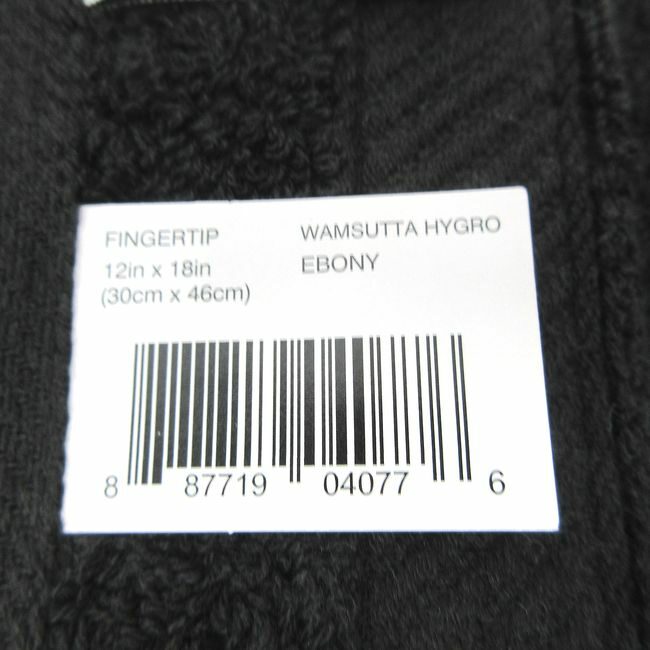 FINGERTIP
12in x 18in
(30cm x 46cm)
WAMSUTTA HYGRO
EBONY
8 87719 04077 6